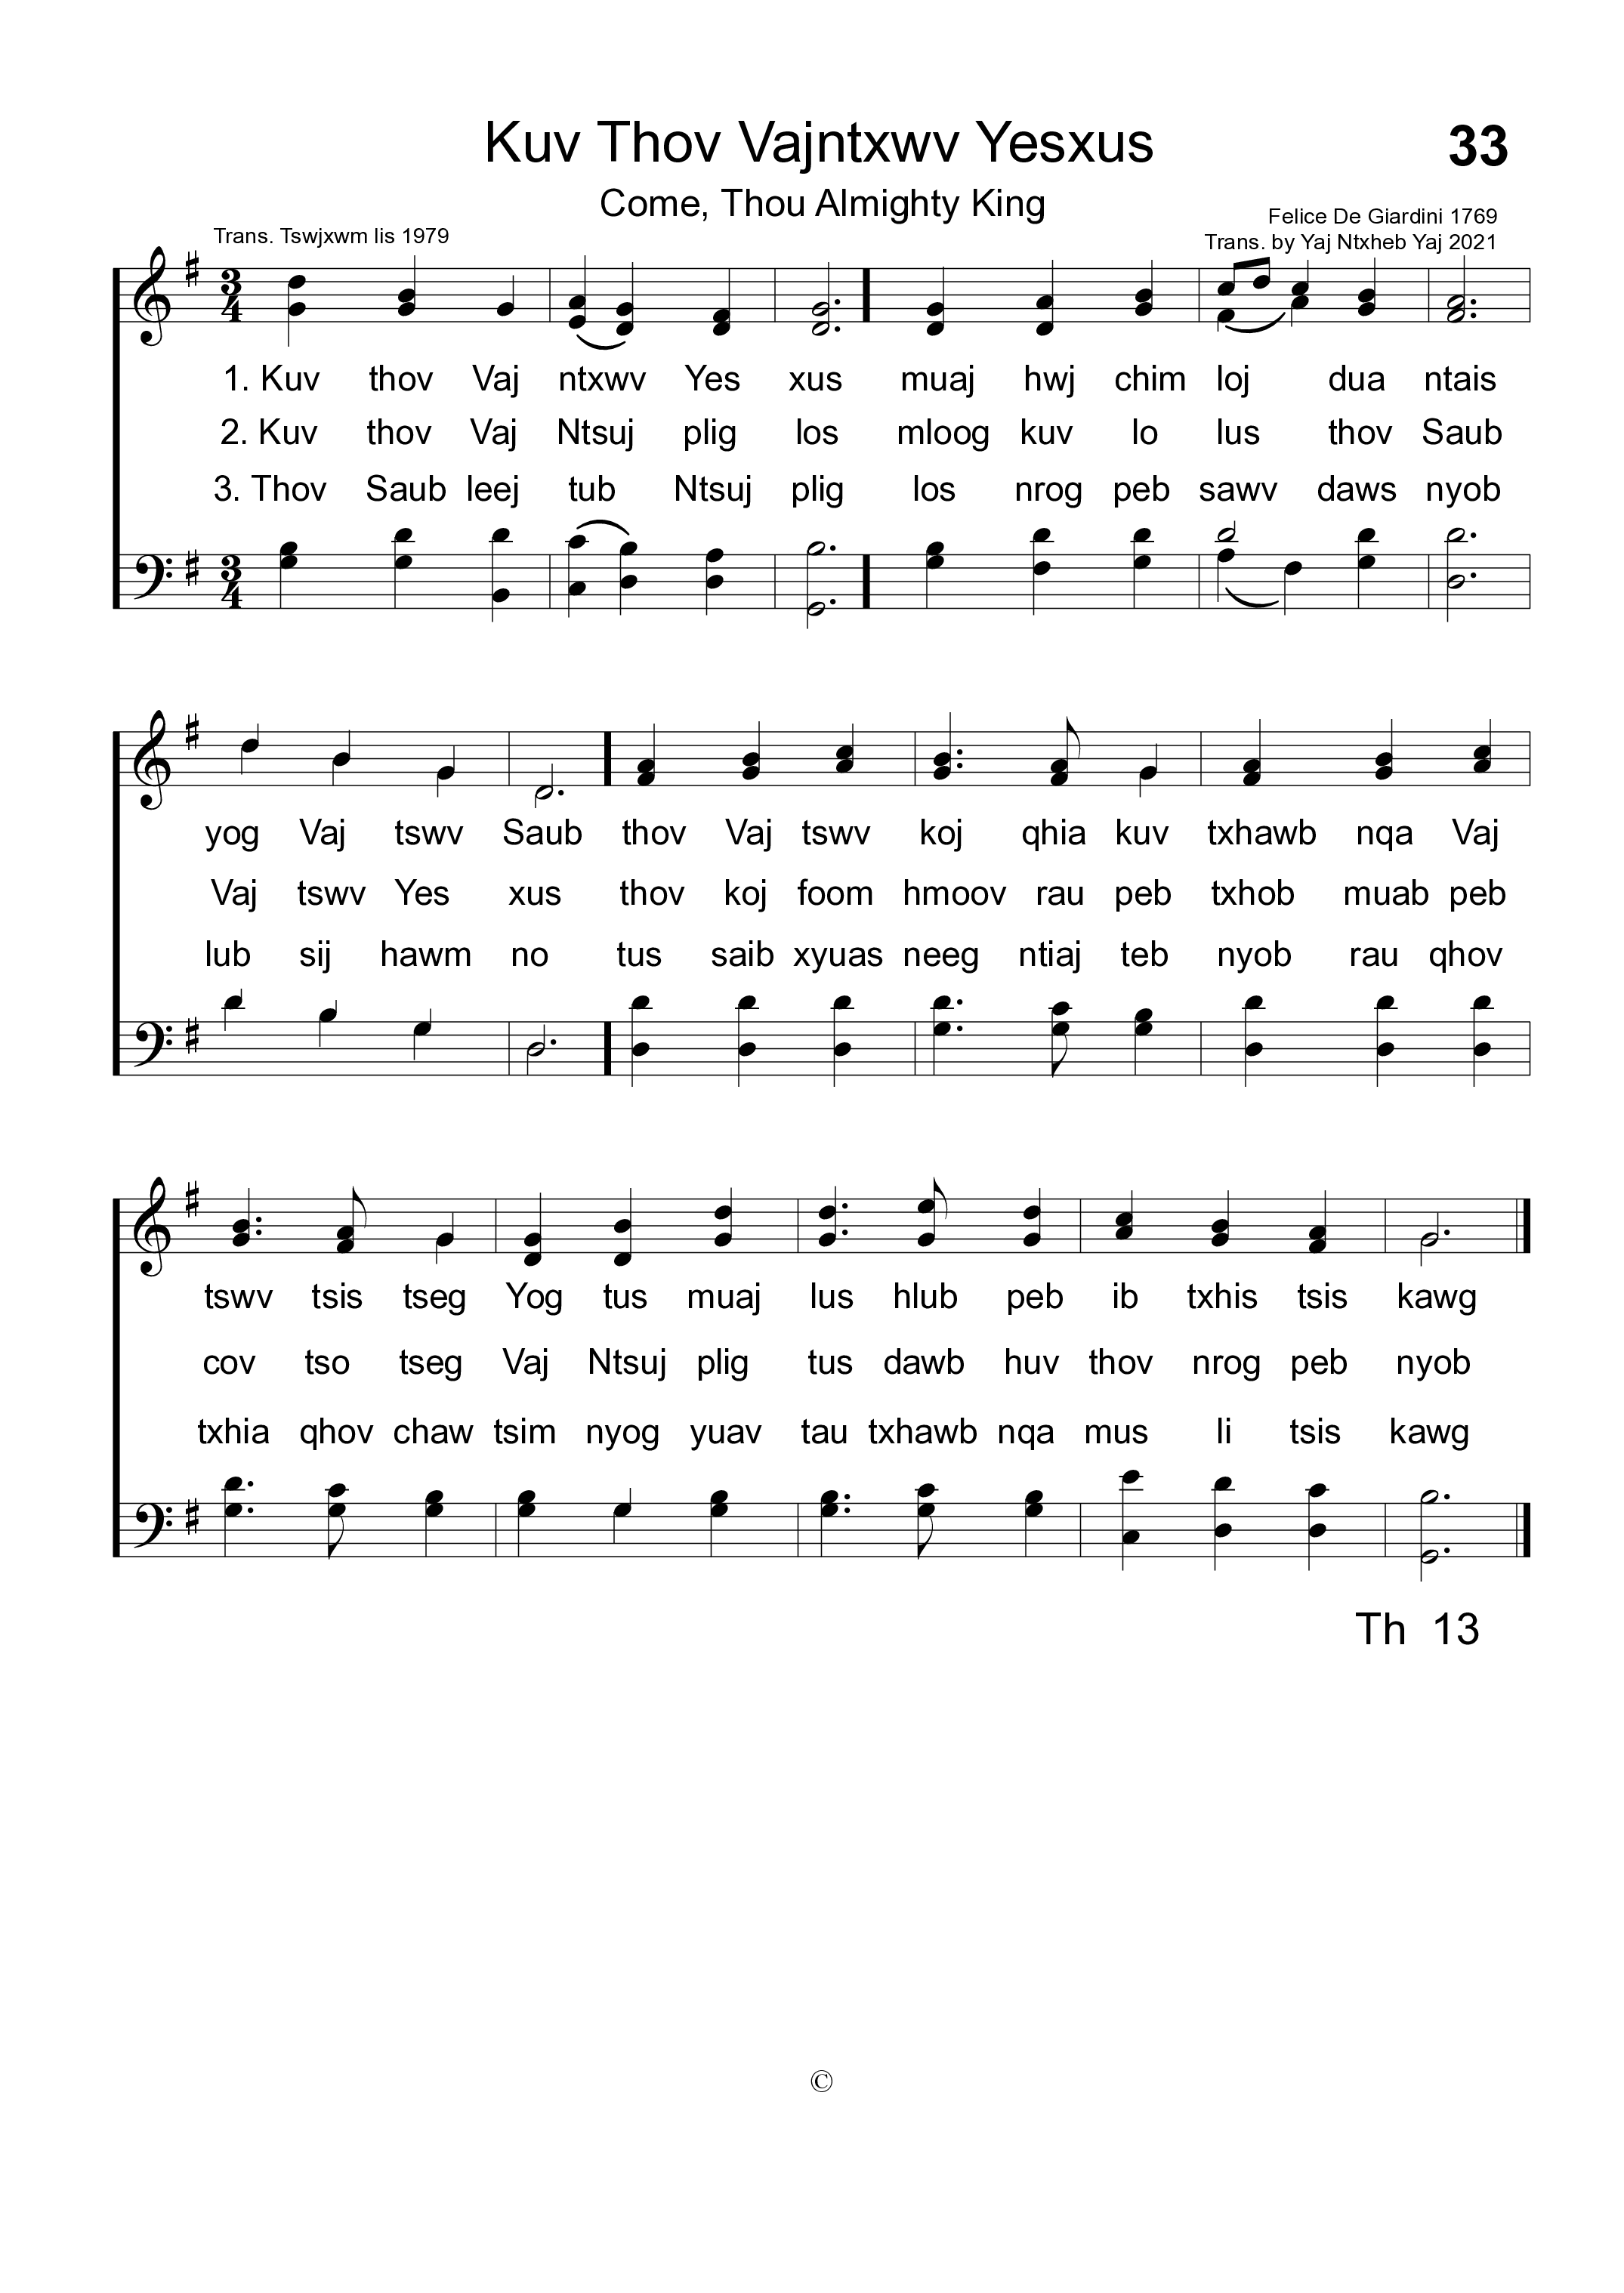 Kuv Thov Vajntxwv Yesxus
33
Come, Thou Almighty King
Felice De Giardini 1769
Trans. Tswjxwm lis 1979
Trans. by Yaj Ntxheb Yaj 2021
3
4
1. Kuv thov Vaj ntxwv Yes xus muaj hwj chim loj dua ntais
2. Kuv thov Vaj Ntsuj plig los mloog kuv lo lus thov Saub
3. Thov Saub leej tub Ntsuj plig los nrog peb sawv daws nyob
3
4
yog Vaj tswv Saub thov Vaj tswv koj qhia kuv txhawb nqa Vaj
Vaj tswv Yes xus thov koj foom hmoov rau peb txhob muab peb
lub sij hawm no tus saib xyuas neeg ntiaj teb nyob rau qhov
tswv tsis tseg Yog tus muaj lus hlub peb ib txhis tsis kawg
cov tso tseg Vaj Ntsuj plig tus dawb huv thov nrog peb nyob
txhia qhov chaw tsim nyog yuav tau txhawb nqa mus li tsis kawg
Th 13
©